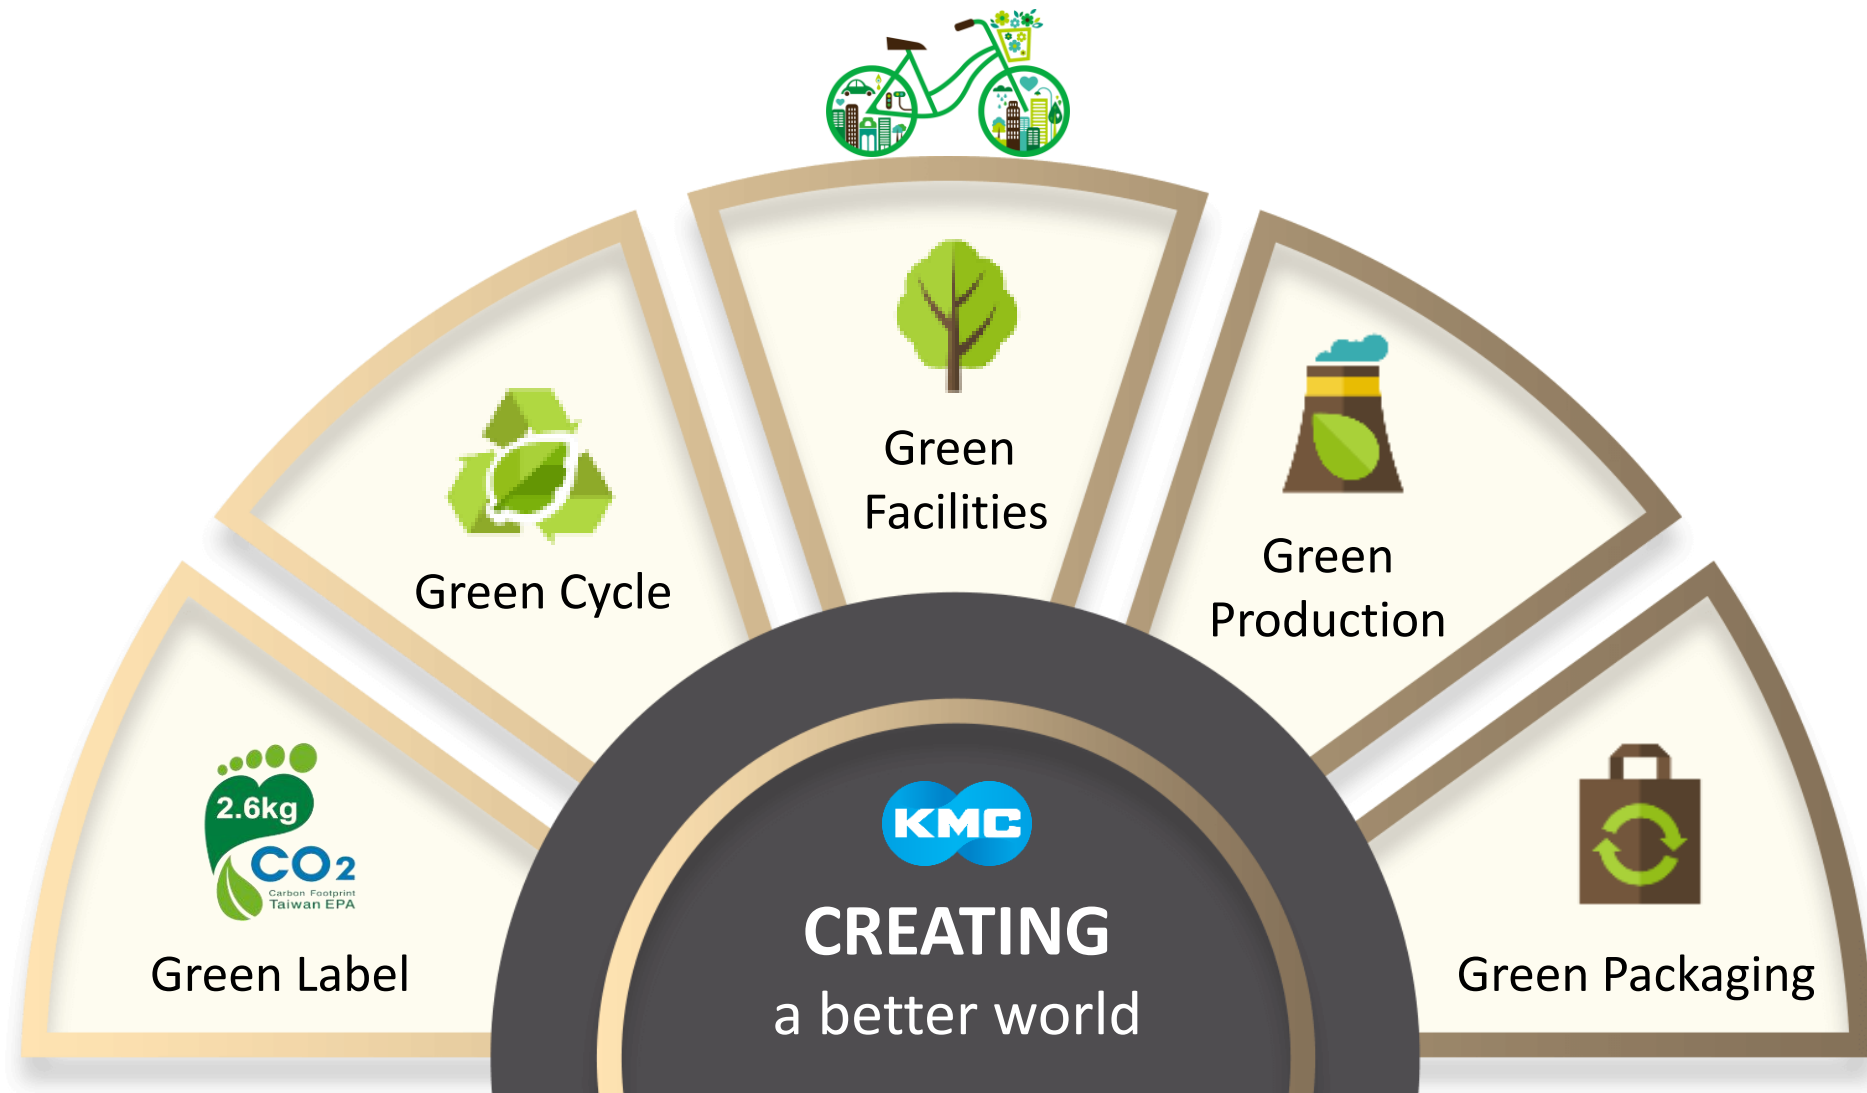 Green
Facilities
Green Cycle
Green
Production
2.6kg
CO2
Carbon Footprint
Taiwan EPA
Green Label
KMC
CREATING
a better world
Green Packaging